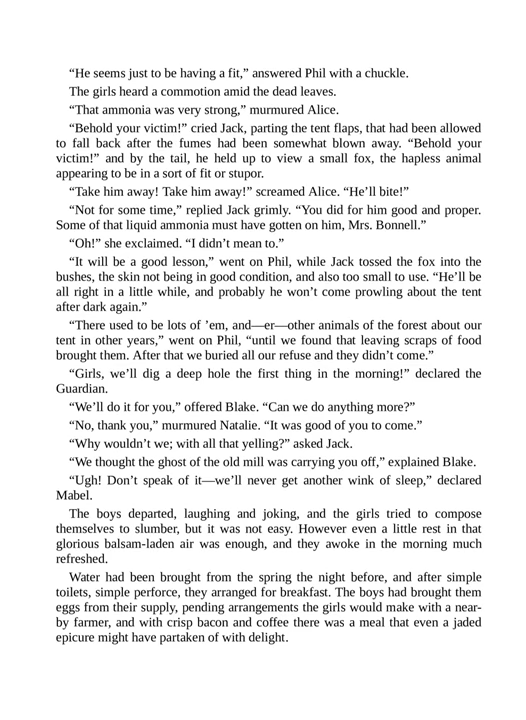 “He seems just to be having a fit,” answered Phil with a chuckle.
The girls heard a commotion amid the dead leaves.
“That ammonia was very strong,” murmured Alice.
“Behold your victim!” cried Jack, parting the tent flaps, that had been allowed
to fall back after the fumes had been somewhat blown away. “Behold your
victim!” and by the tail, he held up to view a small fox, the hapless animal
appearing to be in a sort of fit or stupor.
“Take him away! Take him away!” screamed Alice. “He’ll bite!”
“Not for some time,” replied Jack grimly. “You did for him good and proper.
Some of that liquid ammonia must have gotten on him, Mrs. Bonnell.”
“Oh!” she exclaimed. “I didn’t mean to.”
“It will be a good lesson,” went on Phil, while Jack tossed the fox into the
bushes, the skin not being in good condition, and also too small to use. “He’ll be
all right in a little while, and probably he won’t come prowling about the tent
after dark again.”
“There used to be lots of ’em, and—er—other animals of the forest about our
tent in other years,” went on Phil, “until we found that leaving scraps of food
brought them. After that we buried all our refuse and they didn’t come.”
“Girls, we’ll dig a deep hole the first thing in the morning!” declared the
Guardian.
“We’ll do it for you,” offered Blake. “Can we do anything more?”
“No, thank you,” murmured Natalie. “It was good of you to come.”
“Why wouldn’t we; with all that yelling?” asked Jack.
“We thought the ghost of the old mill was carrying you off,” explained Blake.
“Ugh! Don’t speak of it—we’ll never get another wink of sleep,” declared
Mabel.
The boys departed, laughing and joking, and the girls tried to compose
themselves to slumber, but it was not easy. However even a little rest in that
glorious balsam-laden air was enough, and they awoke in the morning much
refreshed.
Water had been brought from the spring the night before, and after simple
toilets, simple perforce, they arranged for breakfast. The boys had brought them
eggs from their supply, pending arrangements the girls would make with a near-
by farmer, and with crisp bacon and coffee there was a meal that even a jaded
epicure might have partaken of with delight.